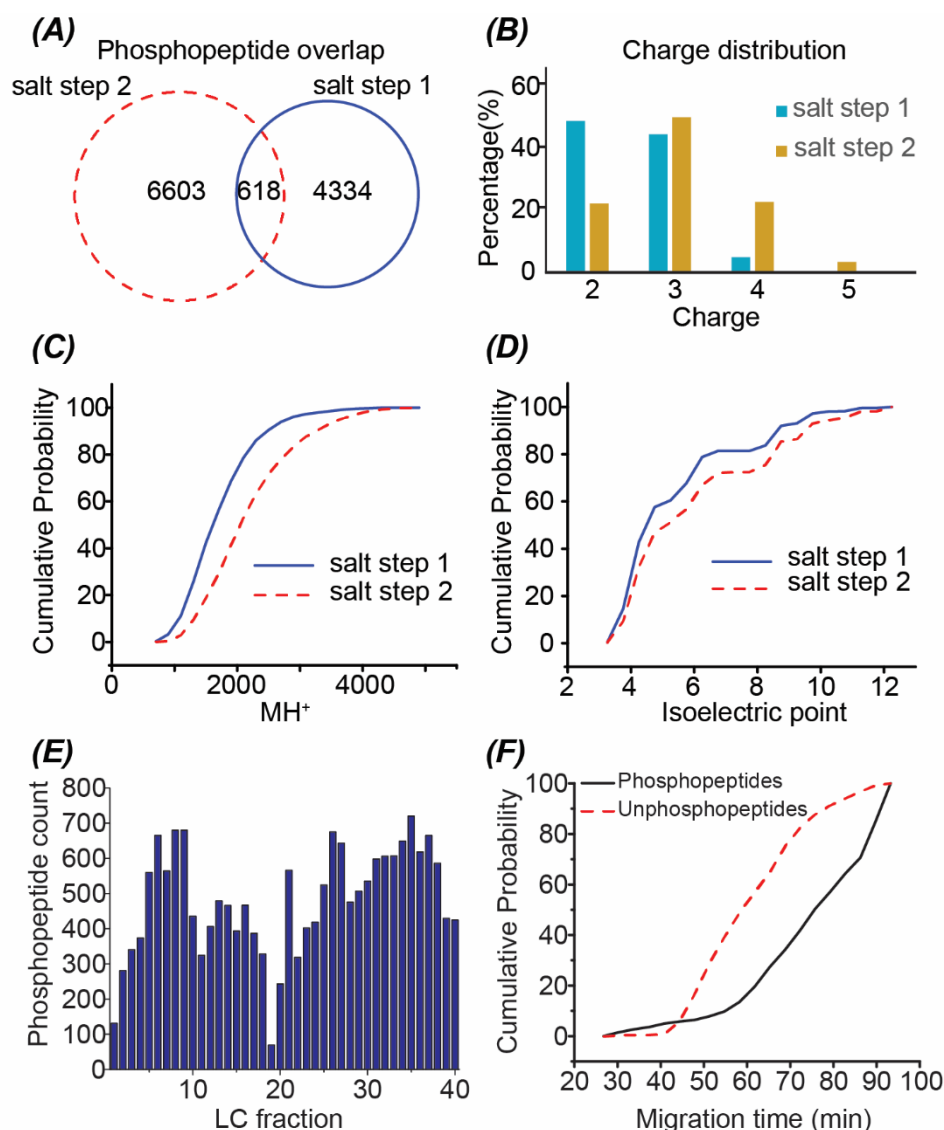 (A)
Phosphopeptide overlap
salt step 2
salt step 1
6603
618
4334
(B)
Charge distribution
60
40
20
0
Percentage(%)
salt step 1
salt step 2
2 3 4 5
Charge
(C)
100
80
60
40
20
0
Cumulative Probability
salt step 1
salt step 2
0 2000 4000
MH+
(D)
100
80
60
40
20
0
Cumulative Probability
salt step 1
salt step 2
2 4 6 8 10 12
Isoelectric point
(E)
800
700
600
500
400
300
200
100
0
Phosphopeptide count
10 20 30 40
LC fraction
(F)
100
80
60
40
20
0
Cumulative Probability
Phosphopeptides
Unphosphopeptides
20 30 40 50 60 70 80 90 100
Migration time (min)